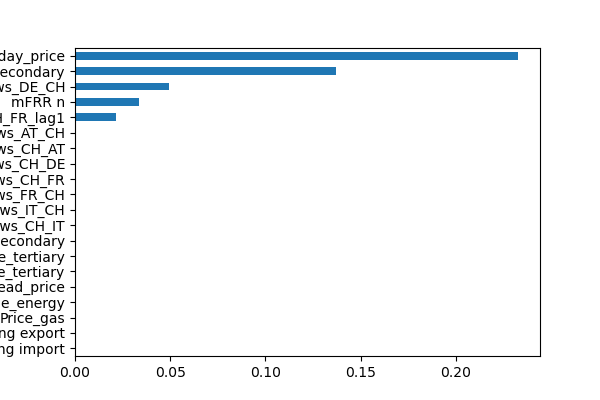 day_price
econdary
ws_DE_CH
mFRR n
H_FR_lag1
ws_AT_CH
ws_CH_AT
ws_CH_DE
ws_CH_FR
ws_FR_CH
ws_IT_CH
ws_CH_IT
econdary
e_tertiary
e_tertiary
ead_price
e_energy
Price_gas
ng export
ng import
0.00 0.05 0.10 0.15 0.20